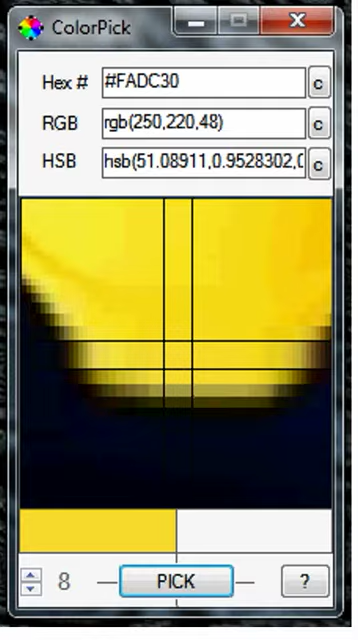 ColorPick
Hex # #FADC30 c
RGB rgb(250,220,48) c
HSB hsb(51.08911,0.9528302,0 c
8 PICK ?